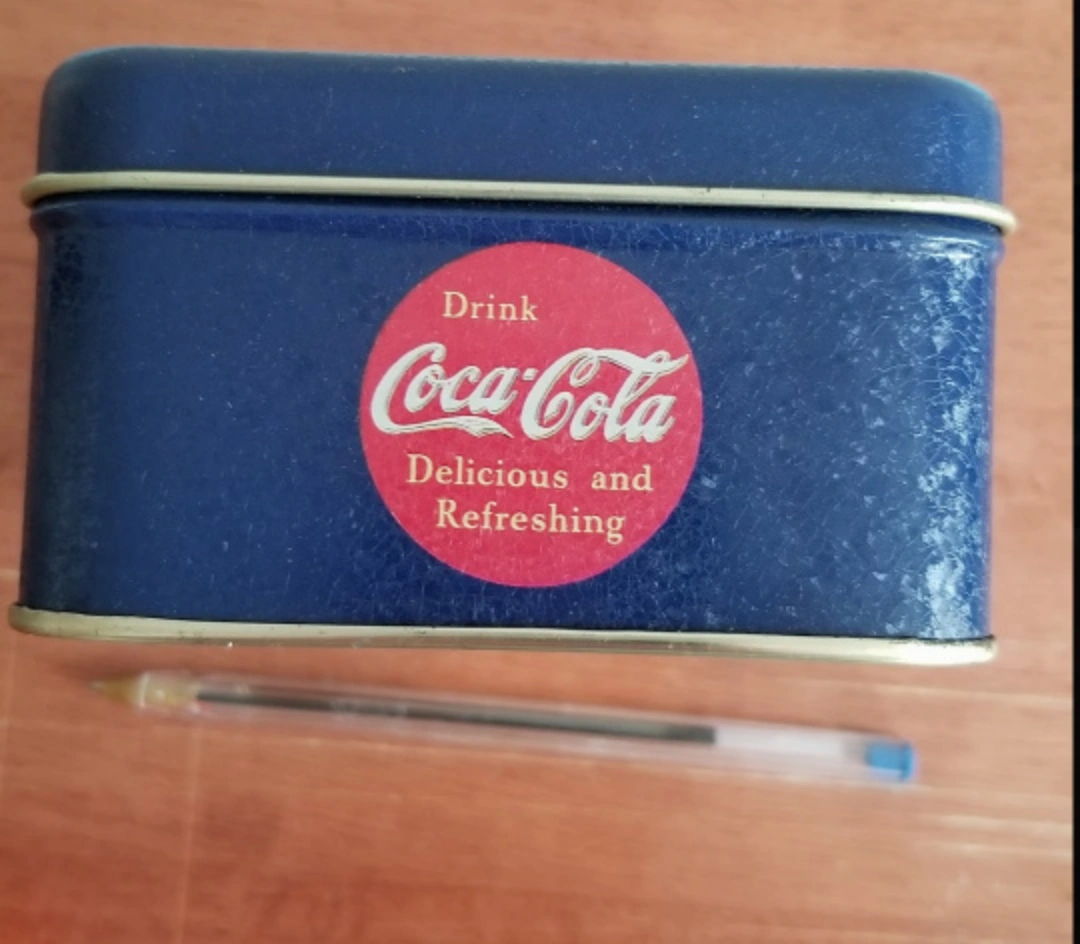 Drink
Coca-Cola
Delicious and
Refreshing